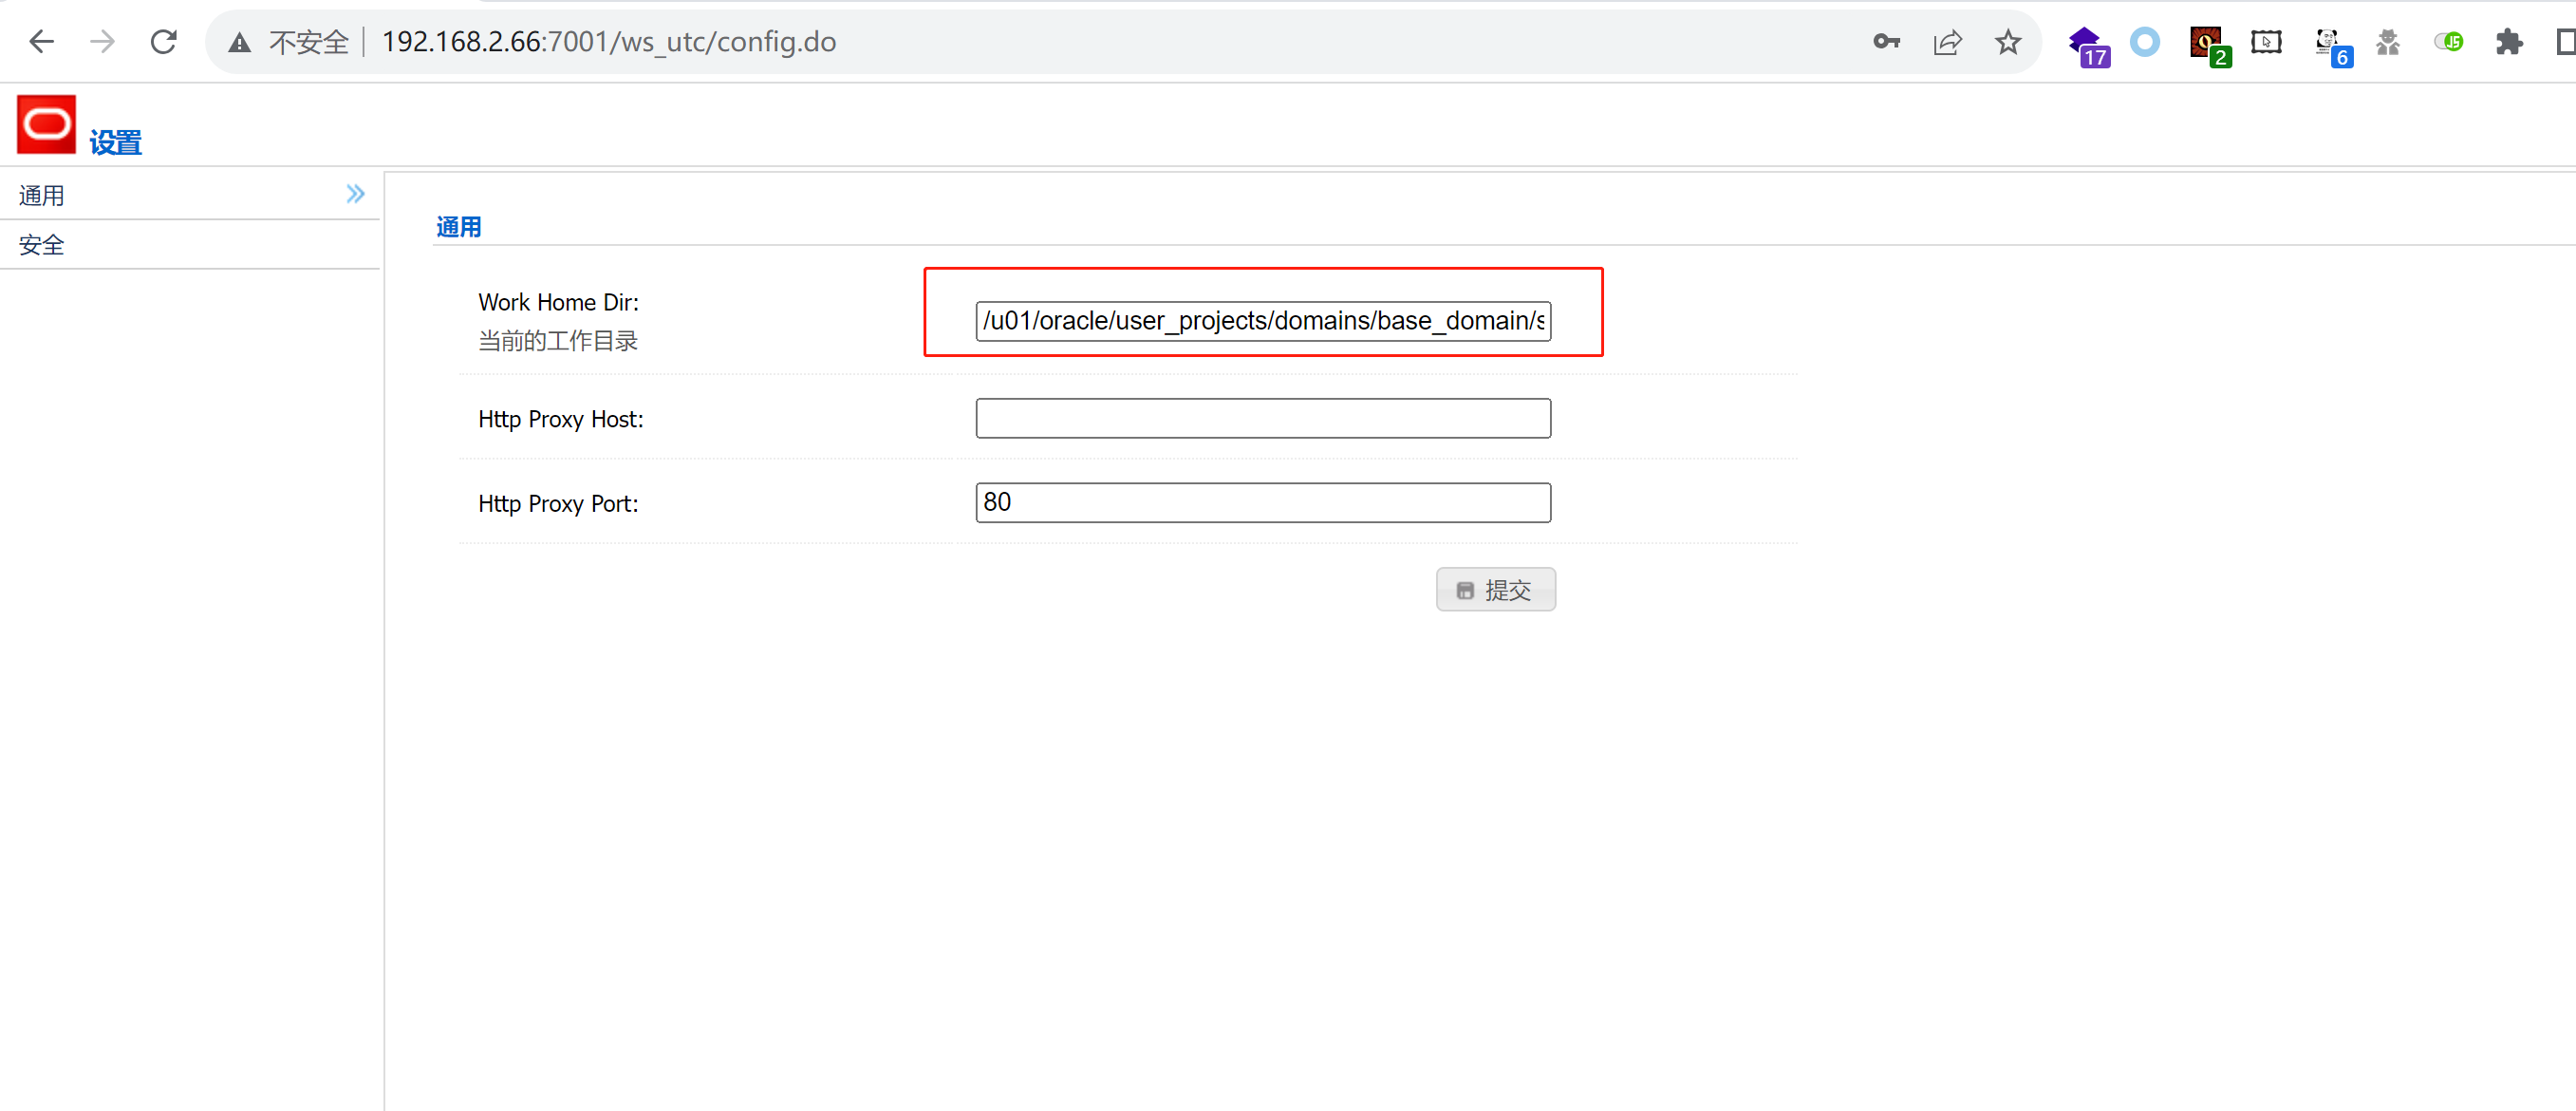 不安全 192.168.2.66:7001/ws_utc/config.do
17
2
6
JS
设置
通用
安全
通用
Work Home Dir:
/u01/oracle/user_projects/domains/base_domain/s
当前的工作目录
Http Proxy Host:
Http Proxy Port:
80
提交